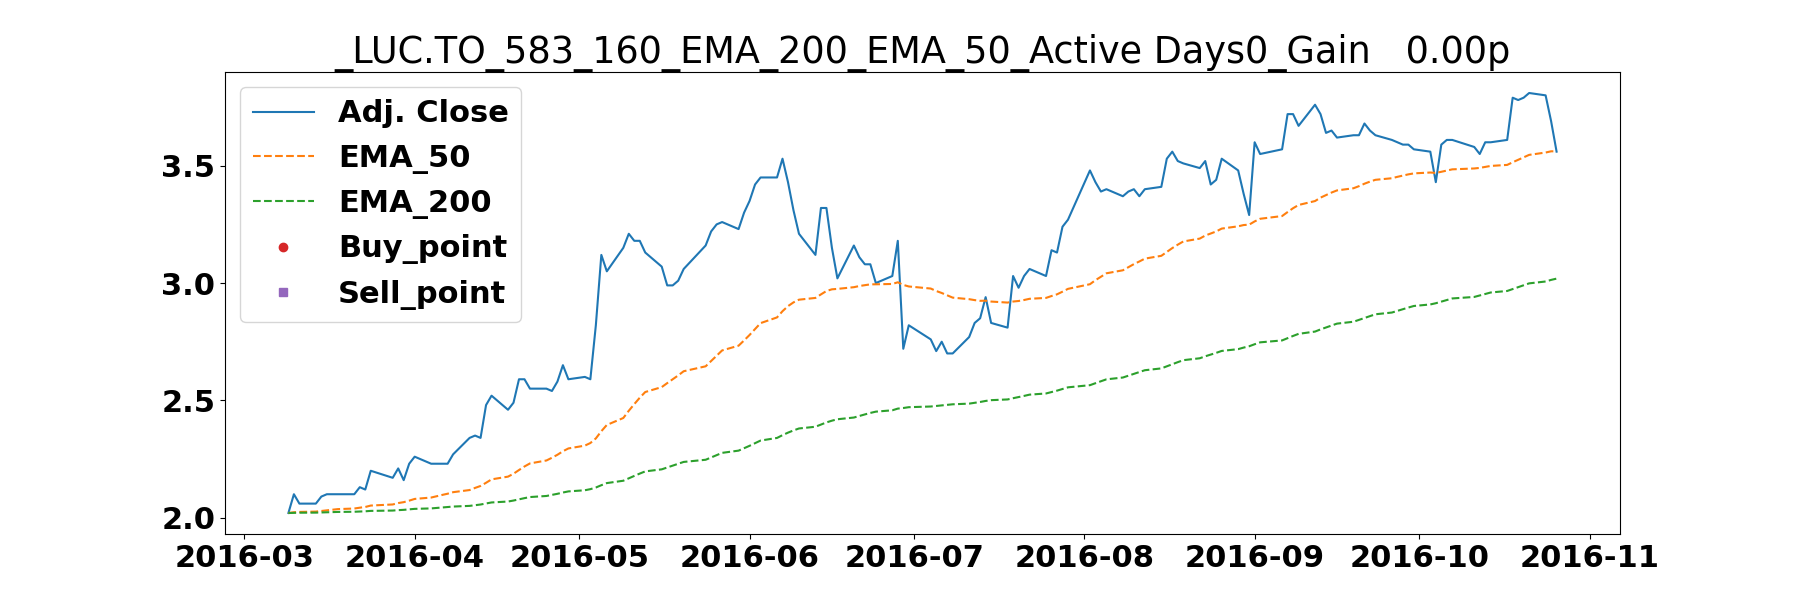 _LUC.TO_583_160_EMA_200_EMA_50_Active Days0_Gain   0.00p
Adj. Close
EMA_50
EMA_200
Buy_point
Sell_point
3.5
3.0
2.5
2.0
2016-03 2016-04 2016-05 2016-06 2016-07 2016-08 2016-09 2016-10 2016-11